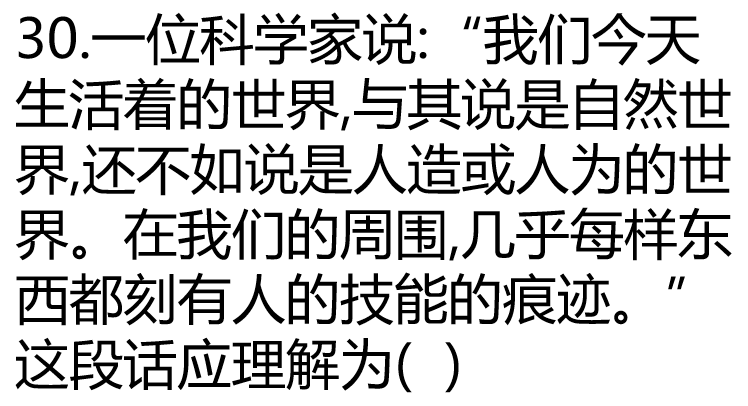 30.一位科学家说:“我们今天
生活着的世界,与其说是自然世
界,还不如说是人造或人为的世
界。在我们的周围,几乎每样东
西都刻有人的技能的痕迹。”
这段话应理解为( )